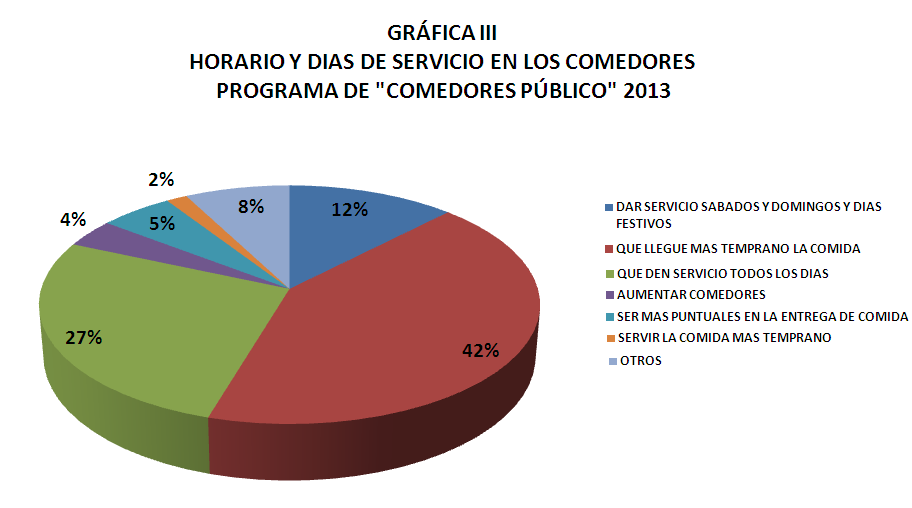 GRÁFICA III
HORARIO Y DIAS DE SERVICIO EN LOS COMEDORES
PROGRAMA DE "COMEDORES PÚBLICO" 2013
2%
8%
12%
4%
5%
27%
42%
DAR SERVICIO SABADOS Y DOMINGOS Y DIAS
FESTIVOS
QUE LLEGUE MAS TEMPRANO LA COMIDA
QUE DEN SERVICIO TODOS LOS DIAS
AUMENTAR COMEDORES
SER MAS PUNTUALES EN LA ENTREGA DE COMIDA
SERVIR LA COMIDA MAS TEMPRANO
OTROS